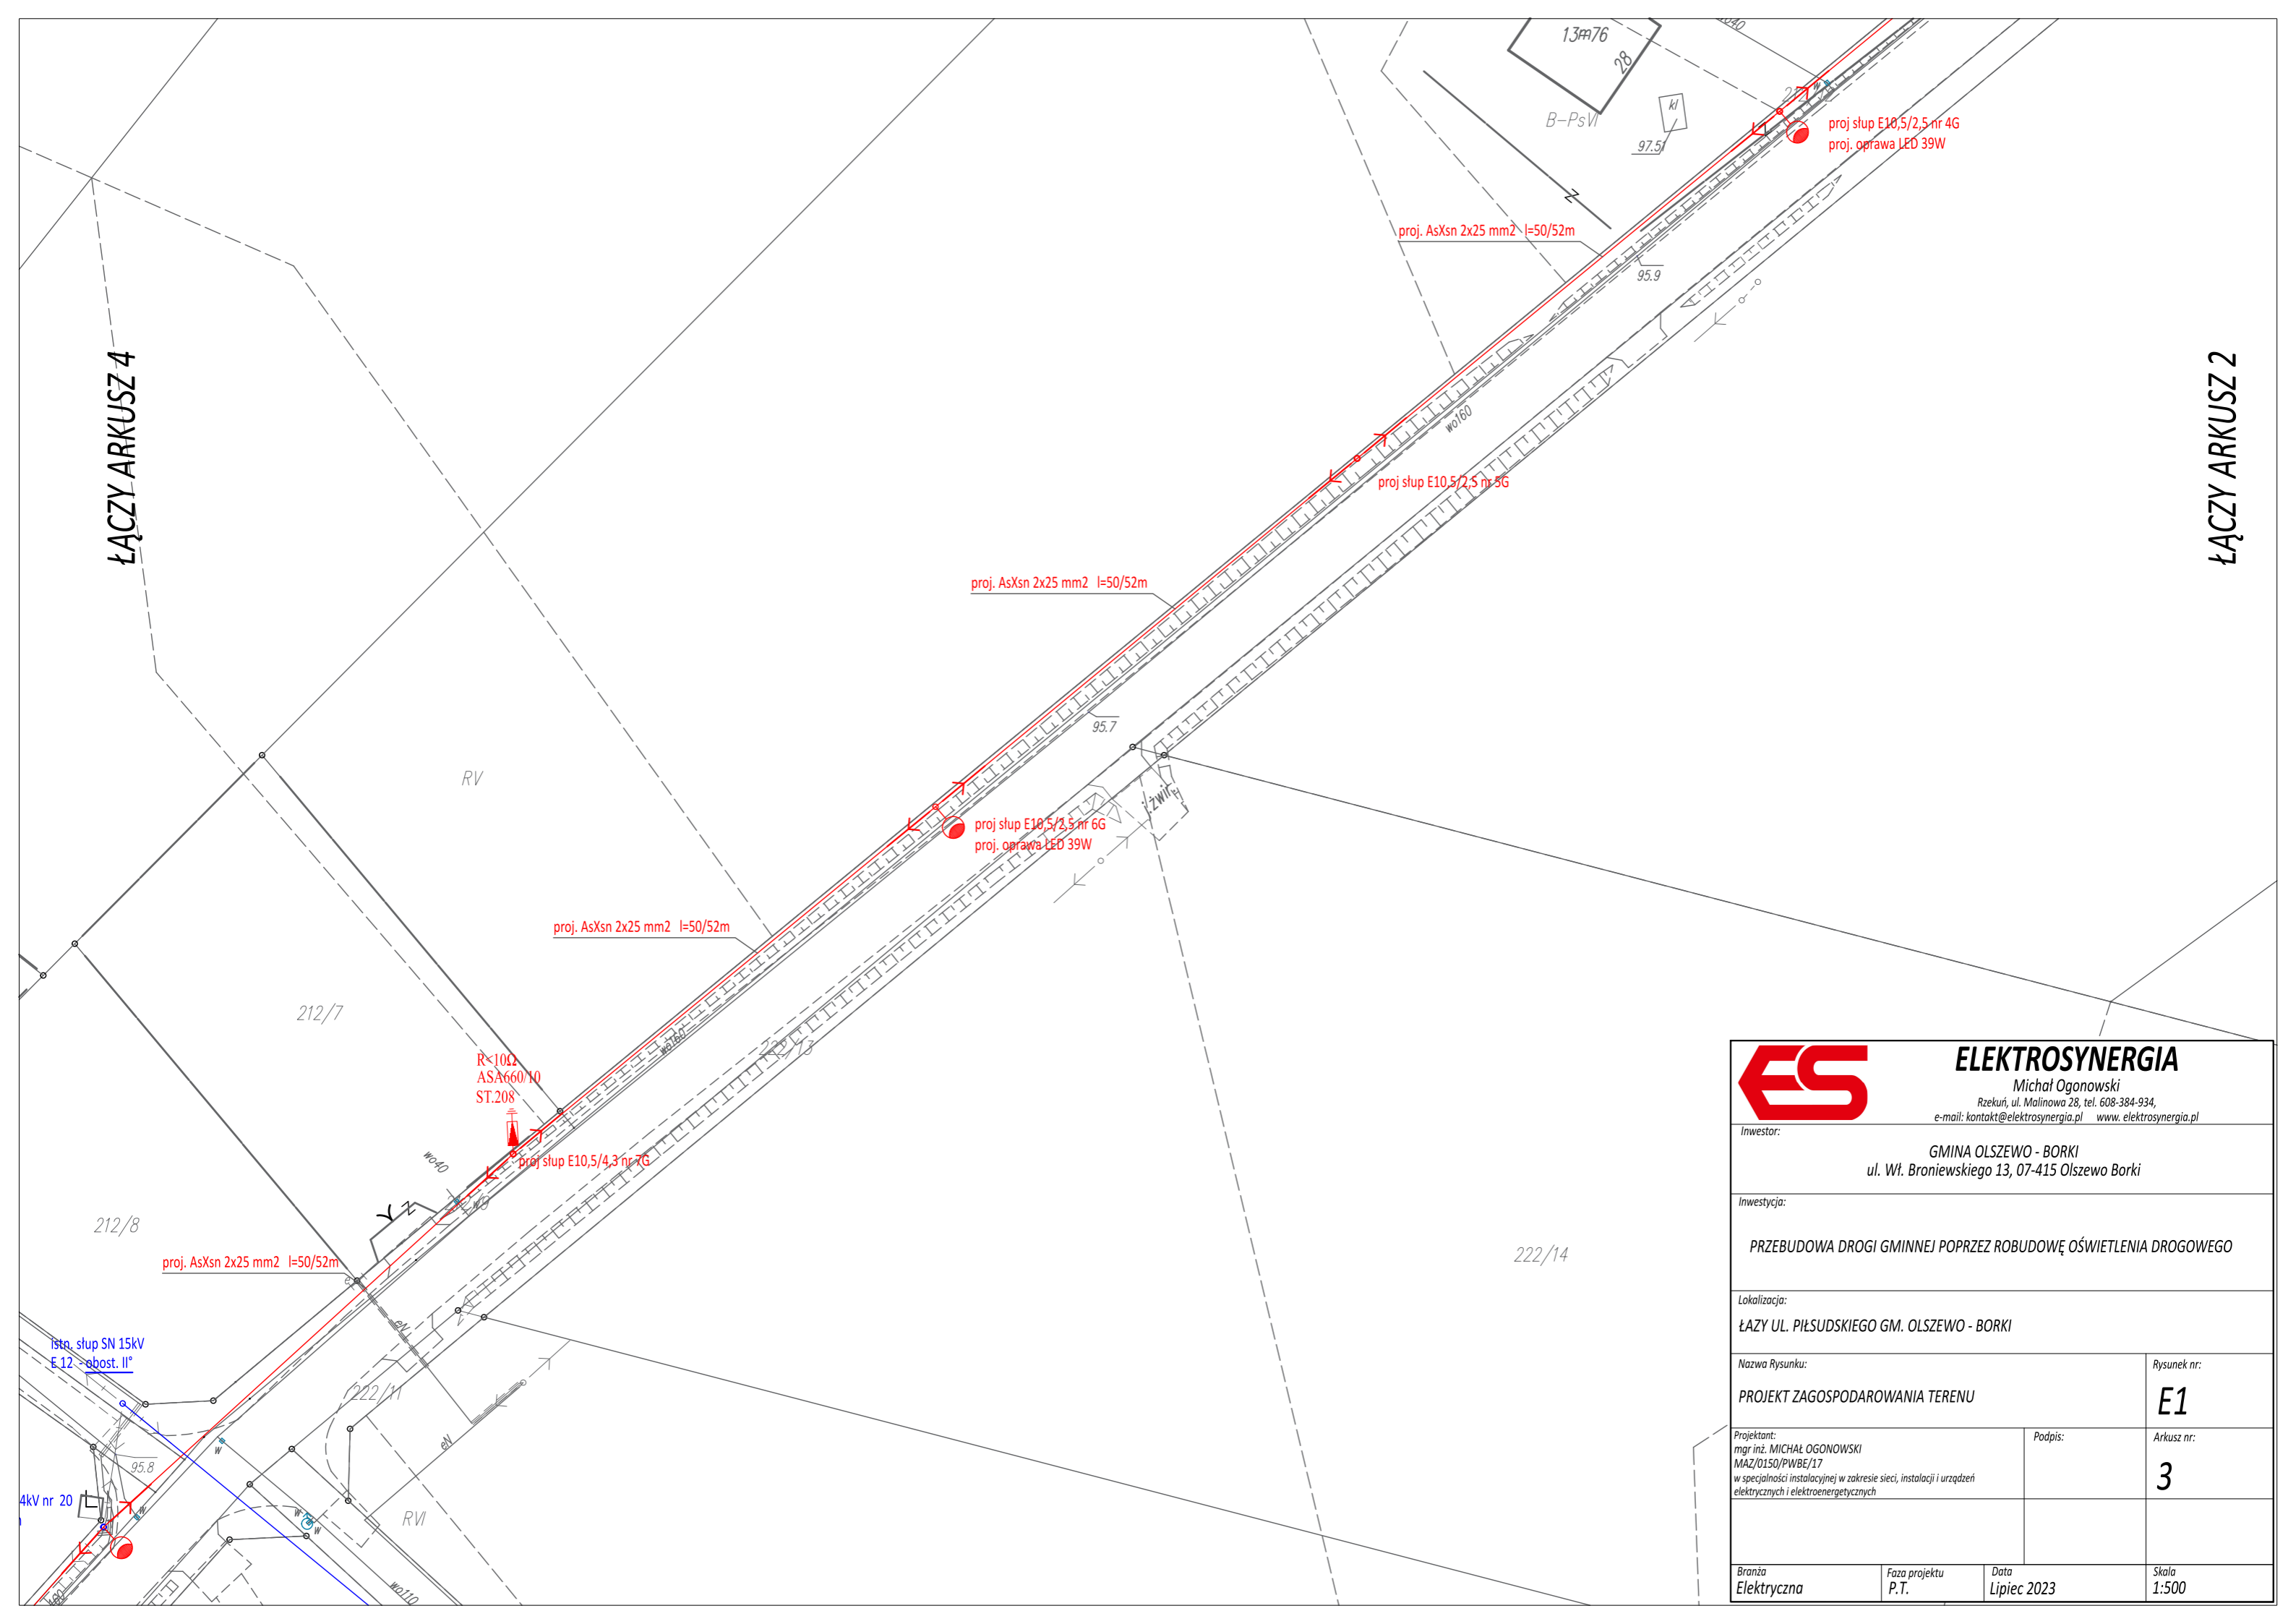 13m76
28
kl
B-PsVI
97.51
proj słup E10,5/2,5 nr 4G
proj. oprawa LED 39W
w
proj. AsXsn 2x25 mm2 l=50/52m
95.9
ŁĄCZY ARKUSZ 4
ŁĄCZY ARKUSZ 2
wo160
proj słup E10,5/2,5 nr 5G
proj. AsXsn 2x25 mm2 l=50/52m
95.7
RV
j.żwir.
proj słup E10,5/2,5 nr 6G
proj. oprawa LED 39W
proj. AsXsn 2x25 mm2 l=50/52m
212/7
wo160
222/13
R<10Ω
ASA660/10
ST.208
proj słup E10,5/4,3 nr 7G
wo40
212/8
proj. AsXsn 2x25 mm2 l=50/52m
e
eN
222/14
istn. słup SN 15kV
E 12 - obost. II°
222/11
eN
w
95.8
4kV nr 20
w
w
w
RVI
wo110
ELEKTROSYNERGIA
Michał Ogonowski
Rzekuń, ul. Malinowa 28, tel. 608-384-934,
e-mail: kontakt@elektrosynergia.pl www. elektrosynergia.pl
Inwestor:
GMINA OLSZEWO - BORKI
ul. Wł. Broniewskiego 13, 07-415 Olszewo Borki
Inwestycja:
PRZEBUDOWA DROGI GMINNEJ POPRZEZ ROBUDOWĘ OŚWIETLENIA DROGOWEGO
Lokalizacja:
ŁAZY UL. PIŁSUDSKIEGO GM. OLSZEWO - BORKI
Nazwa Rysunku:
PROJEKT ZAGOSPODAROWANIA TERENU
Rysunek nr:
E1
Projektant:
mgr inż. MICHAŁ OGONOWSKI
MAZ/0150/PWBE/17
w specjalności instalacyjnej w zakresie sieci, instalacji i urządzeń
elektrycznych i elektroenergetycznych
Podpis:
Arkusz nr:
3
Branża
Elektryczna
Faza projektu
P.T.
Data
Lipiec 2023
Skala
1:500